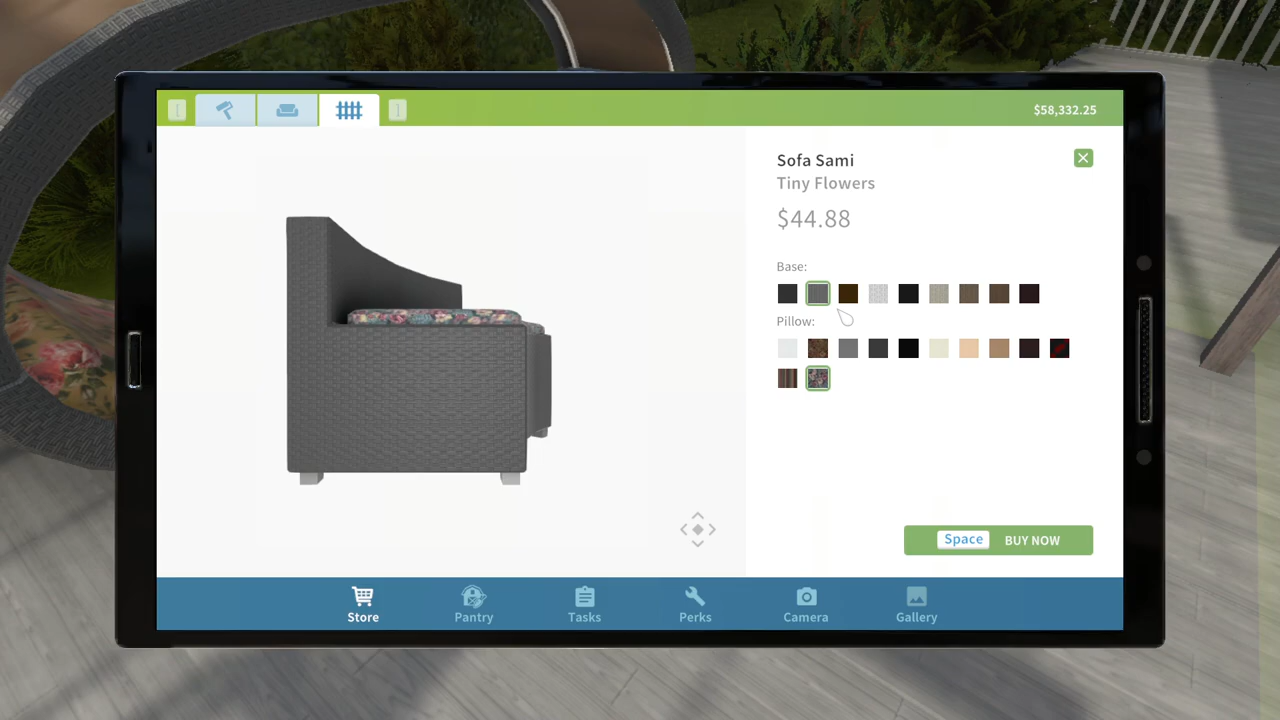 [
]
$58,332.25
Sofa Sami
Tiny Flowers
$44.88
Base:
Pillow:
Space BUY NOW
Store
Pantry
Tasks
Perks
Camera
Gallery